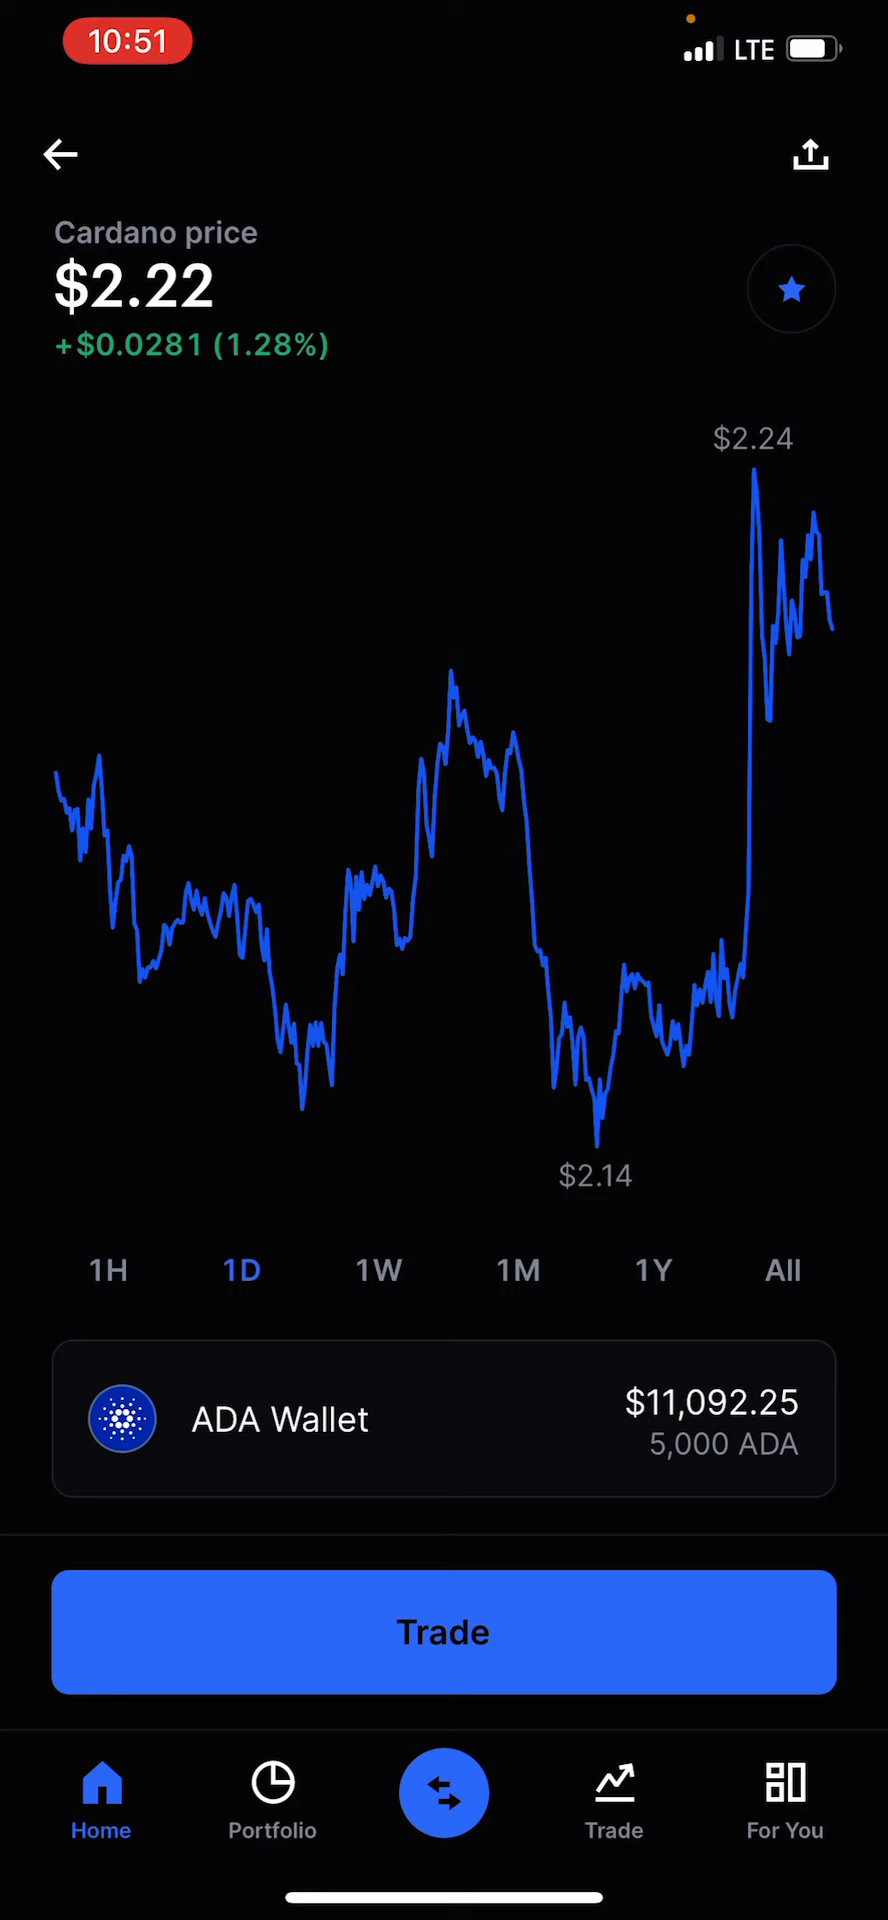 10:51
LTE
Cardano price
$2.22
+$0.0281 (1.28%)
$2.24
$2.14
1H 1D 1W 1M 1Y All
ADA Wallet
$11,092.25
5,000 ADA
Trade
Home Portfolio Trade For You